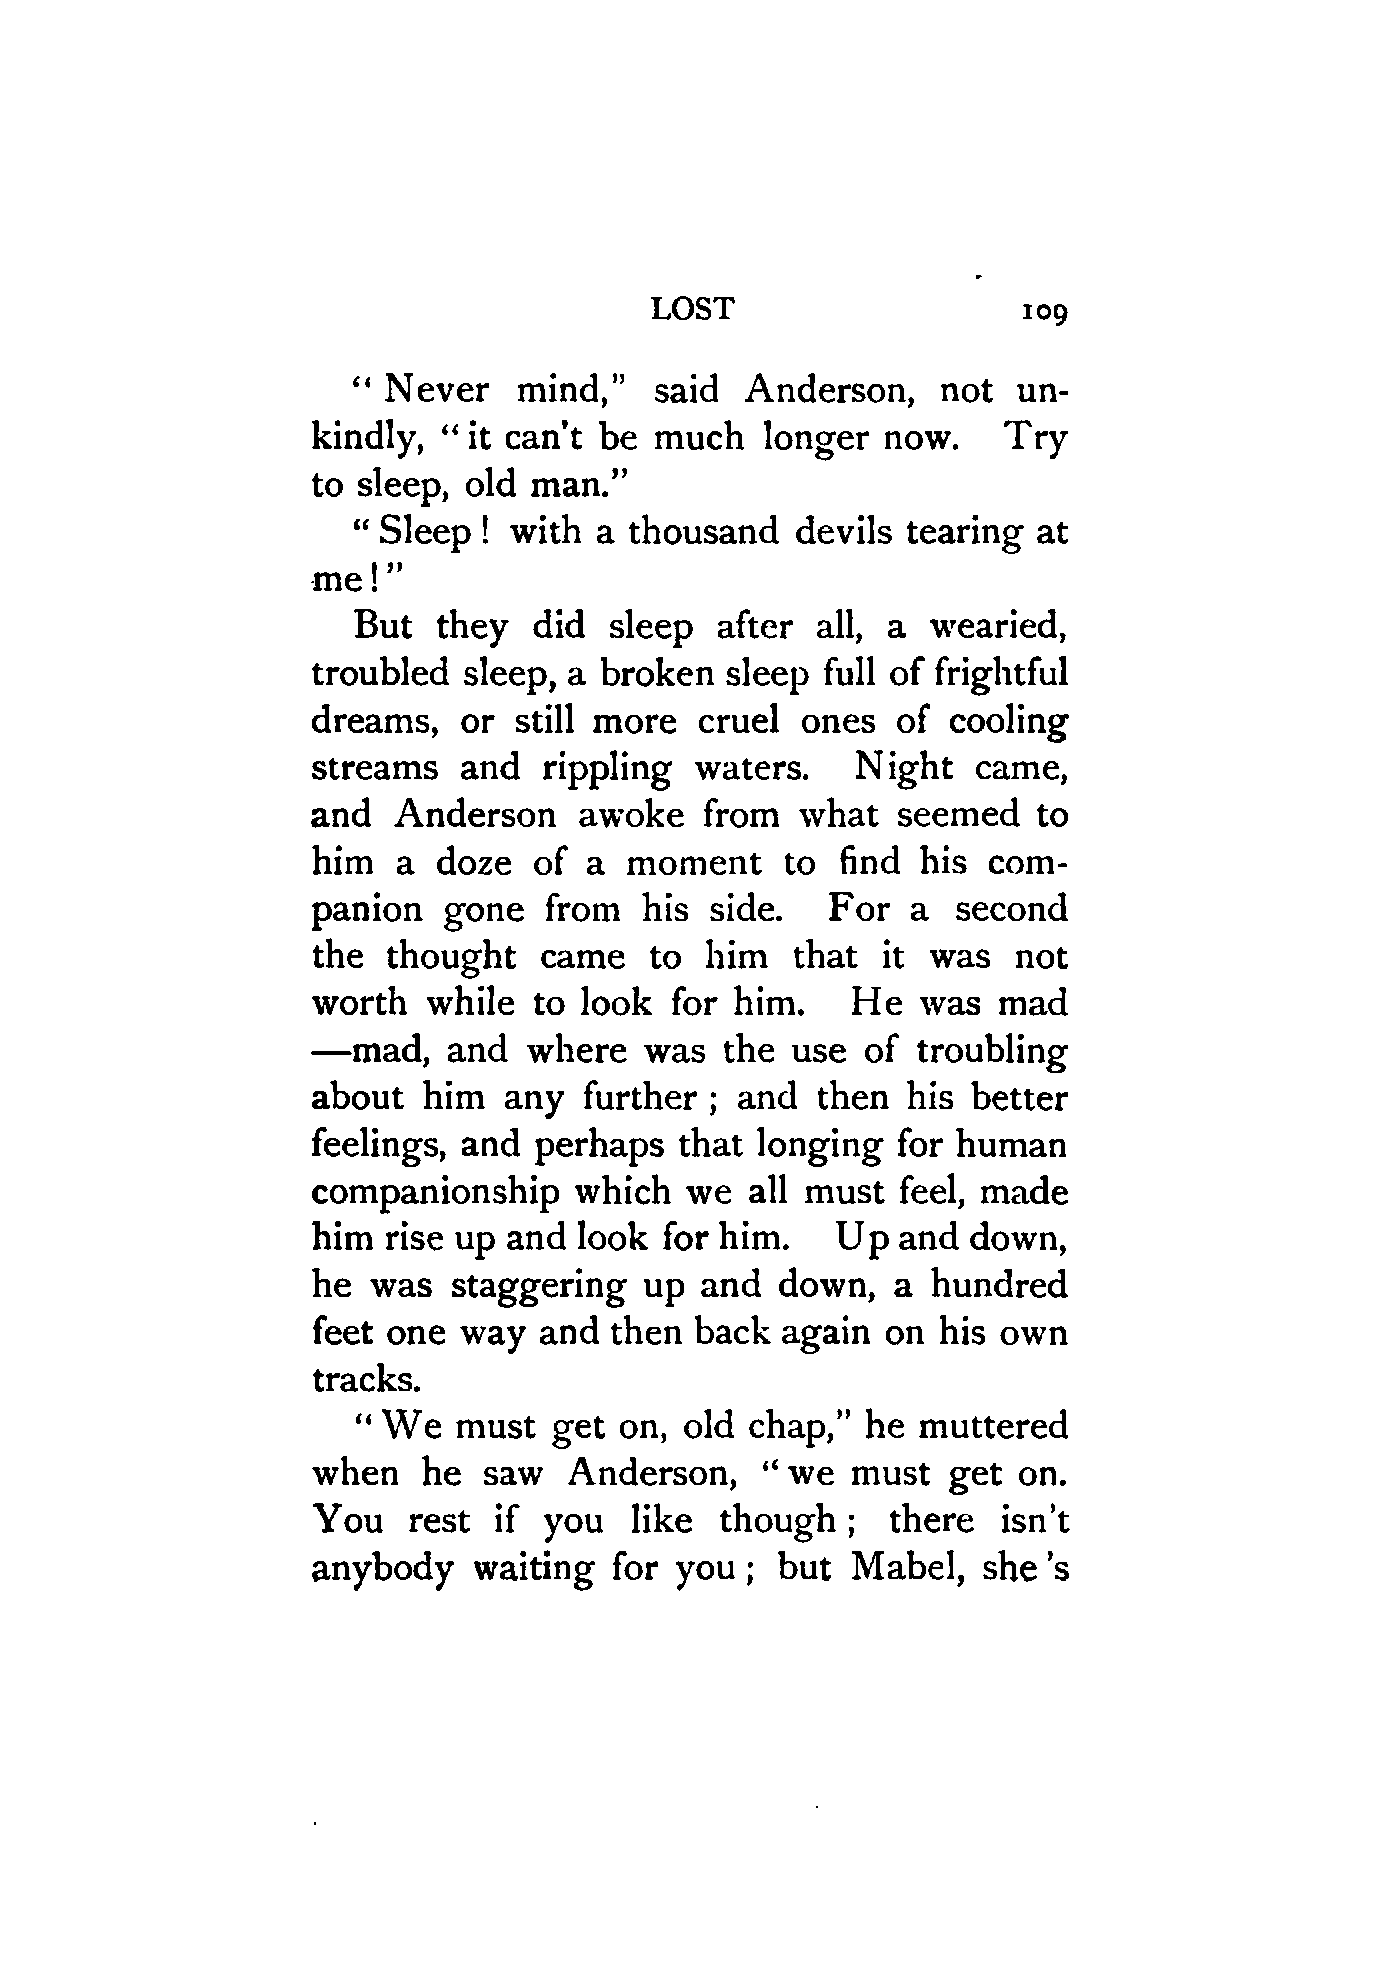 LOST 109
" Never mind," said Anderson, not un-
kindly, " it can't be much longer now. Try
to sleep, old man."
" Sleep ! with a thousand devils tearing at
me ! "
But they did sleep after all, a wearied,
troubled sleep, a broken sleep full of frightful
dreams, or still more cruel ones of cooling
streams and rippling waters. Night came,
and Anderson awoke from what seemed to
him a doze of a moment to find his com-
panion gone from his side. For a second
the thought came to him that it was not
worth while to look for him. He was mad
—mad, and where was the use of troubling
about him any further ; and then his better
feelings, and perhaps that longing for human
companionship which we all must feel, made
him rise up and look for him. Up and down,
he was staggering up and down, a hundred
feet one way and then back again on his own
tracks.
" We must get on, old chap," he muttered
when he saw Anderson, " we must get on.
You rest if you like though ; there isn't
anybody waiting for you ; but Mabel, she 's